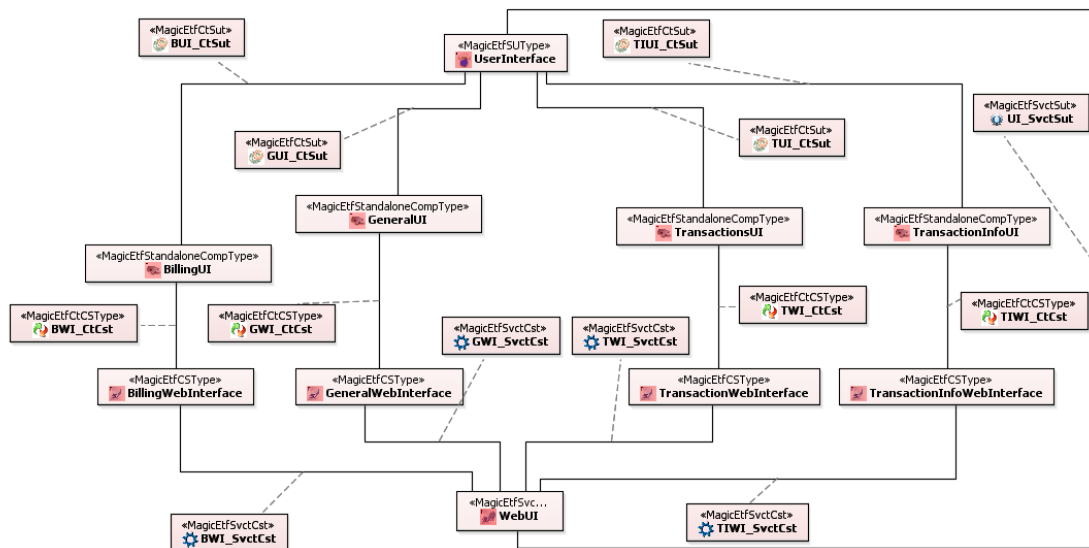 «MagicEtfCtSut»
BUI_CtSut
«MagicEtfSUType»
UserInterface
«MagicEtfCtSut»
TIUI_CtSut
«MagicEtfSvctSut»
UI_SvctSut
«MagicEtfCtSut»
GUI_CtSut
«MagicEtfCtSut»
TUI_CtSut
«MagicEtfStandaloneCompType»
GeneralUI
«MagicEtfStandaloneCompType»
TransactionsUI
«MagicEtfStandaloneCompType»
TransactionInfoUI
«MagicEtfStandaloneCompType»
BillingUI
«MagicEtfCtCSType»
BWI_CtCst
«MagicEtfCtCSType»
GWI_CtCst
«MagicEtfSvctCst»
GWI_SvctCst
«MagicEtfSvctCst»
TWI_SvctCst
«MagicEtfCtCSType»
TWI_CtCst
«MagicEtfCtCSType»
TIWI_CtCst
«MagicEtfCSType»
BillingWebInterface
«MagicEtfCSType»
GeneralWebInterface
«MagicEtfCSType»
TransactionWebInterface
«MagicEtfCSType»
TransactionInfoWebInterface
«MagicEtfSvc...
WebUI
«MagicEtfSvctCst»
BWI_SvctCst
«MagicEtfSvctCst»
TIWI_SvctCst